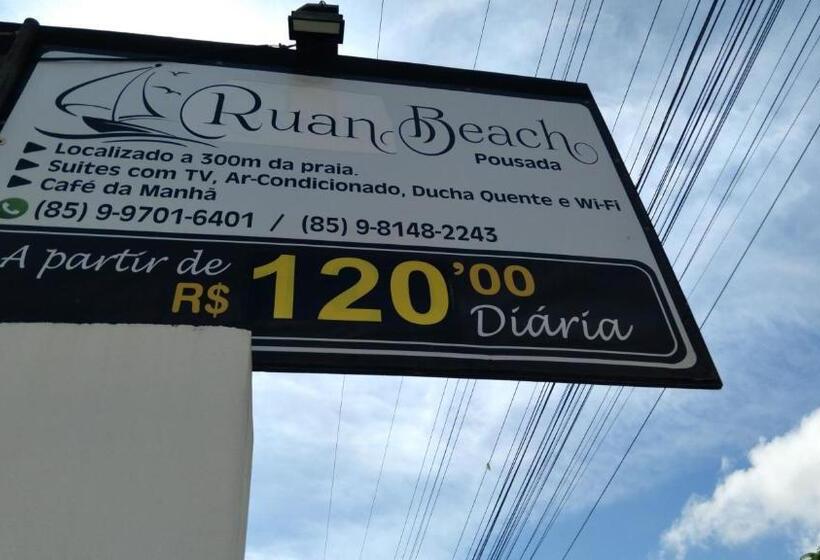 Ruan Beach
Pousada
Localizado a 300m da praia.
Suites com TV, Ar-Condicionado, Ducha Quente e Wi-Fi
Café da Manhã
(85) 9-9701-6401 / (85) 9-8148-2243
A partir de
R$ 120'00
Diária